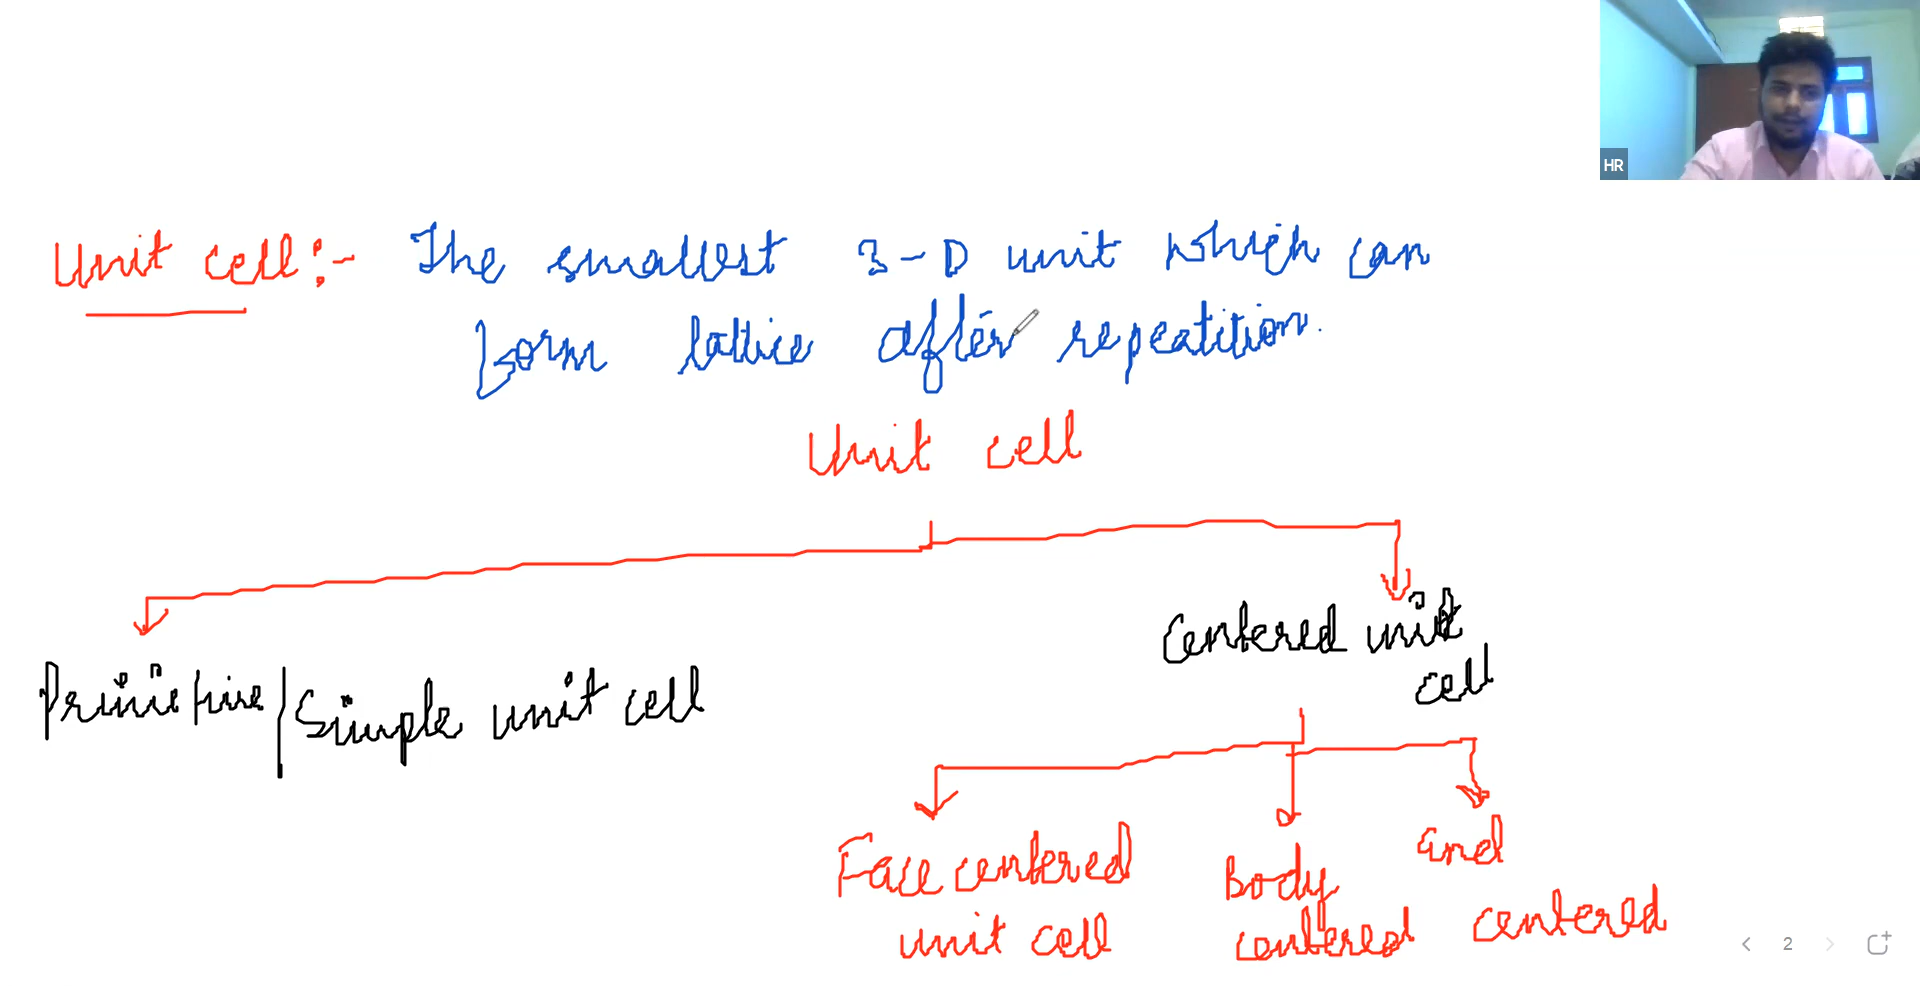 HR
Unit cell:- The smallest 3-D unit which can
form lattice after repeatition.
Unit cell
Primitive/Simple unit cell
Centered unit
cell
Face centered
unit cell
Body
centered
End
centered
2